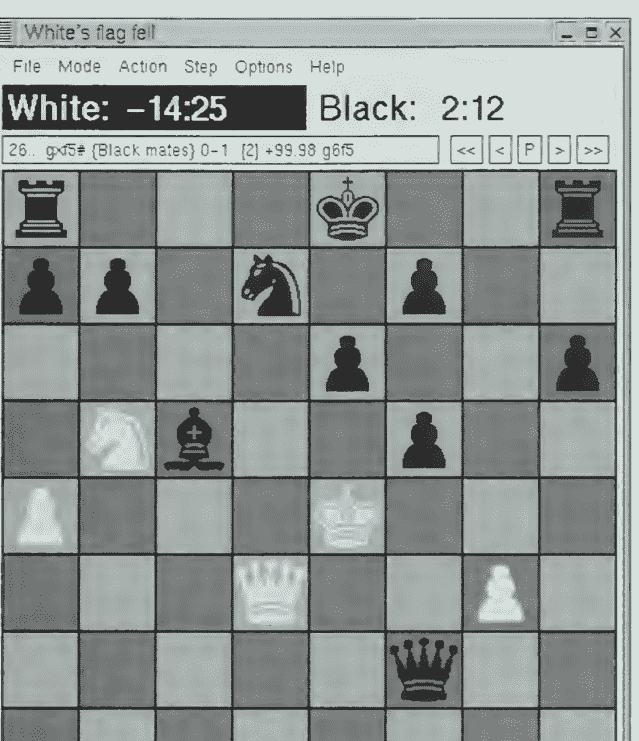 White's flag fell
File Mode Action Step Options Help
White: -14:25 Black: 2:12
26.. gxf5# {Black mates} 0-1 [2] +99.98 g6f5 << < P > >>